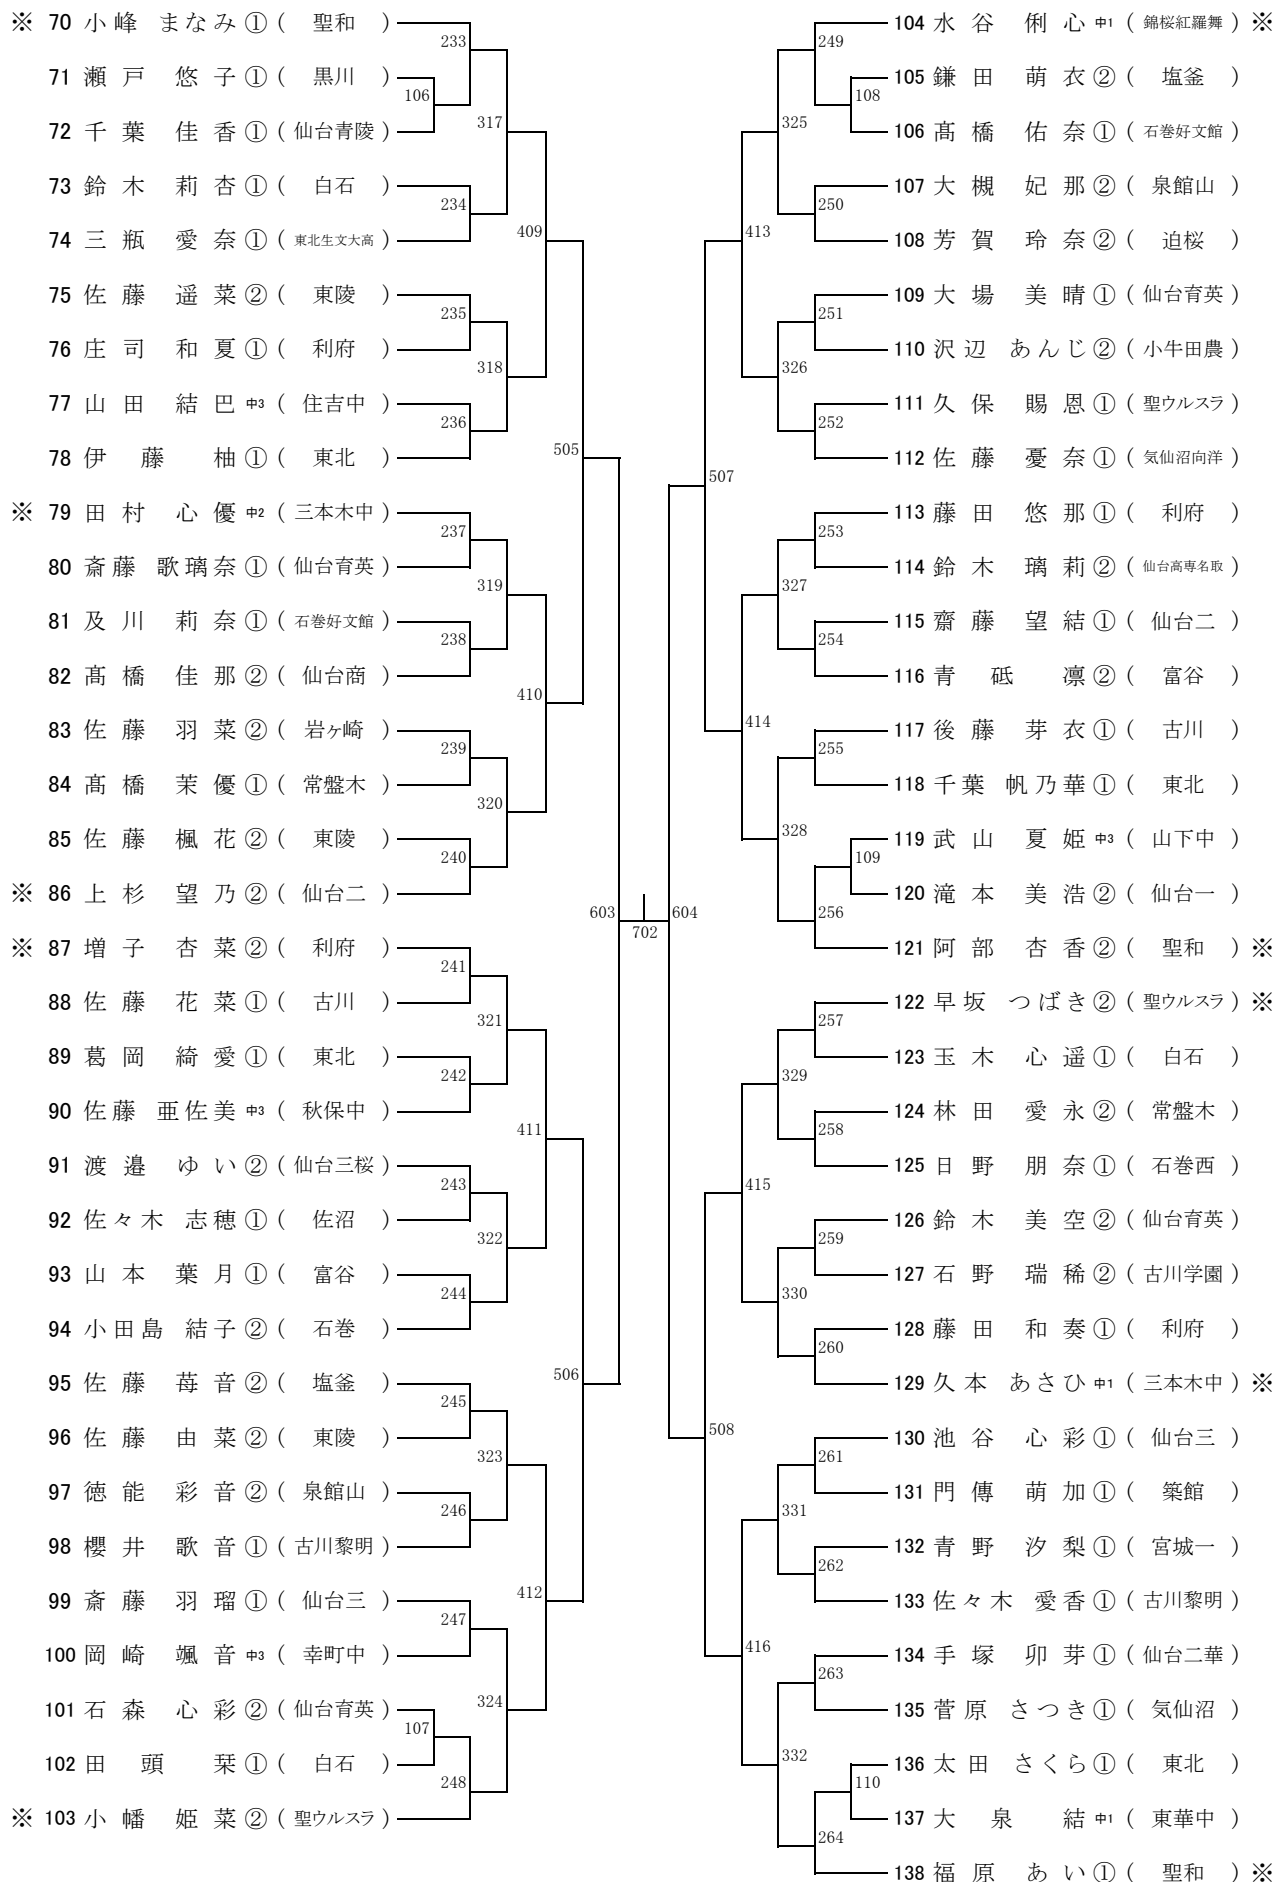 ※ 70 小峰 まなみ ① ( 聖和 )
233
71 瀬戸 悠子 ① ( 黒川 )
106
72 千葉 佳香 ① ( 仙台青陵 )
317
73 鈴木 莉杏 ① ( 白石 )
234
74 三瓶 愛奈 ① ( 東北生文大高 )
409
75 佐藤 遥菜 ② ( 東陵 )
235
76 庄司 和夏 ① ( 利府 )
318
77 山田 結巴 中3 ( 住吉中 )
236
78 伊藤 柚 ① ( 東北 )
505
※ 79 田村 心優 中2 ( 三本木中 )
237
80 斎藤 歌璃奈 ① ( 仙台育英 )
319
81 及川 莉奈 ① ( 石巻好文館 )
238
82 髙橋 佳那 ② ( 仙台商 )
410
83 佐藤 羽菜 ② ( 岩ヶ崎 )
239
84 髙橋 茉優 ① ( 常盤木 )
320
85 佐藤 楓花 ② ( 東陵 )
240
※ 86 上杉 望乃 ② ( 仙台二 )
603
702
604
※ 87 増子 杏菜 ② ( 利府 )
241
88 佐藤 花菜 ① ( 古川 )
321
89 葛岡 綺愛 ① ( 東北 )
242
90 佐藤 亜佐美 中3 ( 秋保中 )
411
91 渡邉 ゆい ② ( 仙台三桜 )
243
92 佐々木 志穂 ① ( 佐沼 )
322
93 山本 葉月 ① ( 富谷 )
244
94 小田島 結子 ② ( 石巻 )
506
95 佐藤 苺音 ② ( 塩釜 )
245
96 佐藤 由菜 ② ( 東陵 )
323
97 徳能 彩音 ② ( 泉館山 )
246
98 櫻井 歌音 ① ( 古川黎明 )
412
99 斎藤 羽瑠 ① ( 仙台三 )
247
100 岡崎 颯音 中3 ( 幸町中 )
324
101 石森 心彩 ② ( 仙台育英 )
107
102 田頭 栞 ① ( 白石 )
248
※ 103 小幡 姫菜 ② ( 聖ウルスラ )
104 水谷 俐心 中1 ( 錦桜紅羅舞 ) ※
249
105 鎌田 萌衣 ② ( 塩釜 )
108
106 髙橋 佑奈 ① ( 石巻好文館 )
325
107 大槻 妃那 ② ( 泉館山 )
250
108 芳賀 玲奈 ② ( 迫桜 )
413
109 大場 美晴 ① ( 仙台育英 )
251
110 沢辺 あんじ ② ( 小牛田農 )
326
111 久保 賜恩 ① ( 聖ウルスラ )
252
112 佐藤 憂奈 ① ( 気仙沼向洋 )
507
113 藤田 悠那 ① ( 利府 )
253
114 鈴木 璃莉 ② ( 仙台高専名取 )
327
115 齋藤 望結 ① ( 仙台二 )
254
116 青砥 凛 ② ( 富谷 )
414
117 後藤 芽衣 ① ( 古川 )
255
118 千葉 帆乃華 ① ( 東北 )
328
119 武山 夏姫 中3 ( 山下中 )
109
120 滝本 美浩 ② ( 仙台一 )
256
121 阿部 杏香 ② ( 聖和 ) ※
122 早坂 つばき ② ( 聖ウルスラ ) ※
257
123 玉木 心遥 ① ( 白石 )
329
124 林田 愛永 ② ( 常盤木 )
258
125 日野 朋奈 ① ( 石巻西 )
415
126 鈴木 美空 ② ( 仙台育英 )
259
127 石野 瑞稀 ② ( 古川学園 )
330
128 藤田 和奏 ① ( 利府 )
260
129 久本 あさひ 中1 ( 三本木中 ) ※
508
130 池谷 心彩 ① ( 仙台三 )
261
131 門傳 萌加 ① ( 築館 )
331
132 青野 汐梨 ① ( 宮城一 )
262
133 佐々木 愛香 ① ( 古川黎明 )
416
134 手塚 卯芽 ① ( 仙台二華 )
263
135 菅原 さつき ① ( 気仙沼 )
332
136 太田 さくら ① ( 東北 )
110
137 大泉 結 中1 ( 東華中 )
264
138 福原 あい ① ( 聖和 ) ※